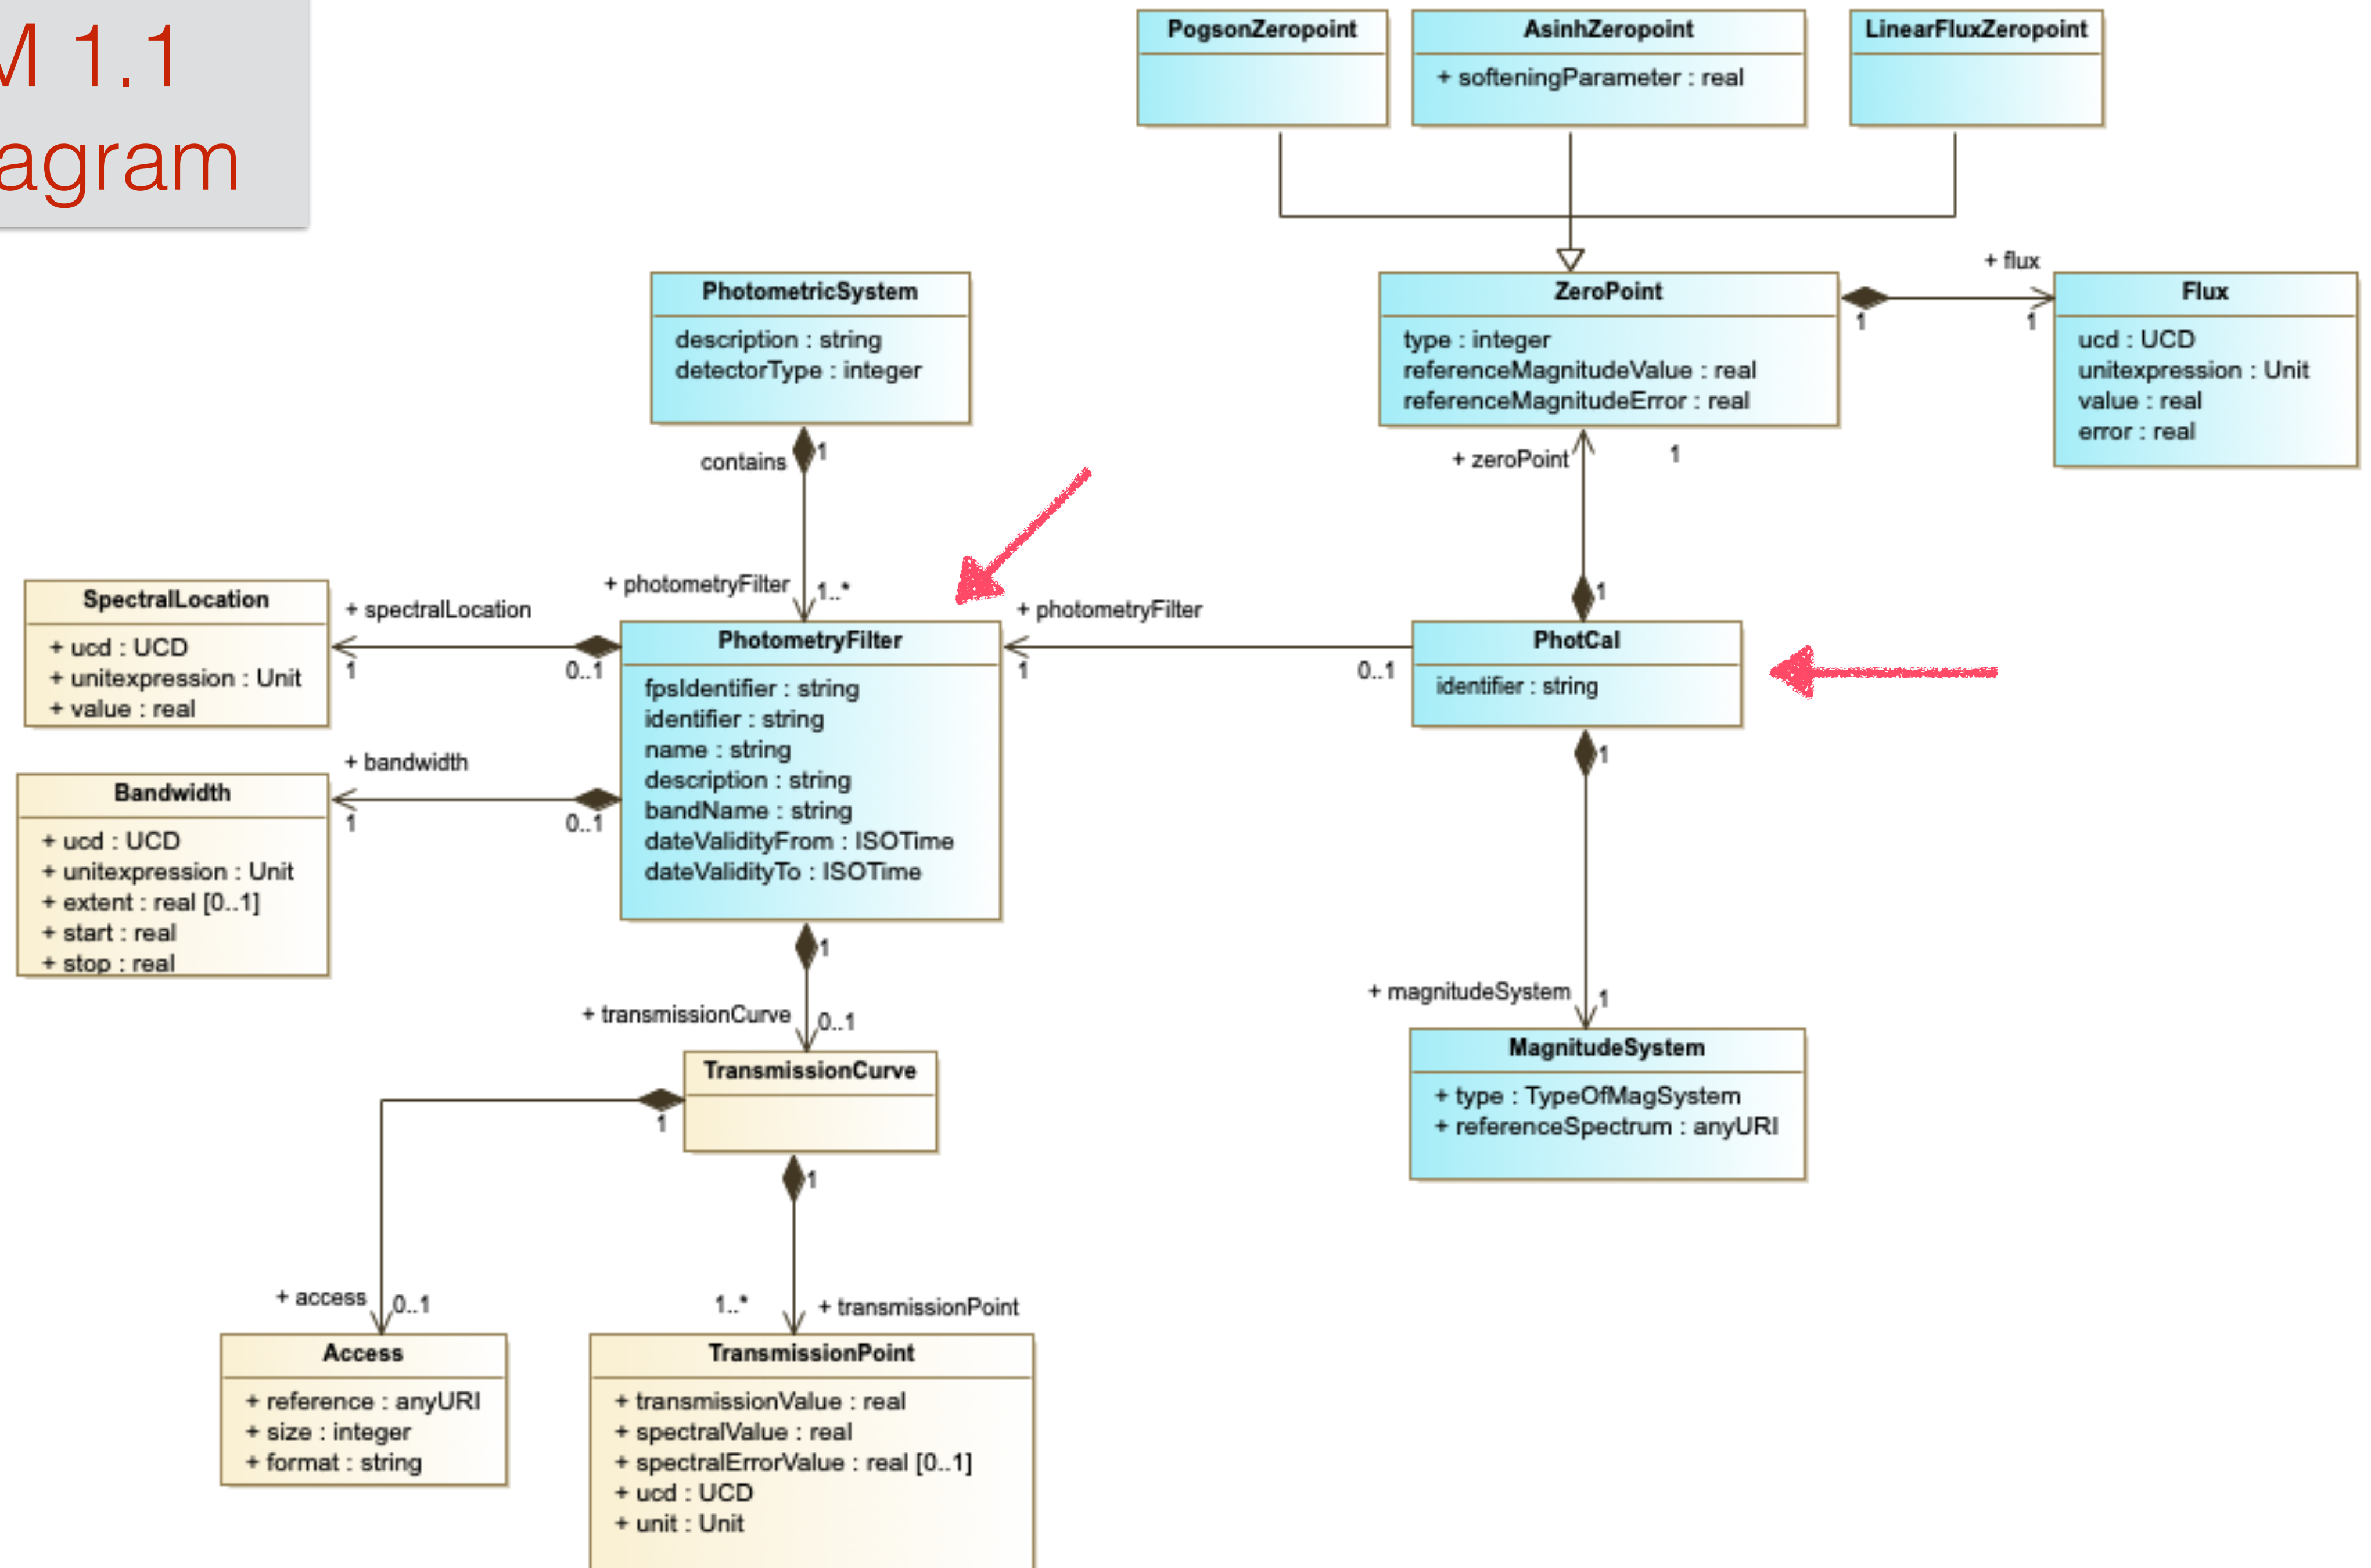 M 1.1
agram
PogsonZeropoint
AsinhZeropoint
+ softeningParameter : real
LinearFluxZeropoint
PhotometricSystem
description : string
detectorType : integer
ZeroPoint
type : integer
referenceMagnitudeValue : real
referenceMagnitudeError : real
+ flux
1
1
Flux
ucd : UCD
unitexpression : Unit
value : real
error : real
contains
1
+ photometryFilter
1..*
+ zeroPoint
1
1
SpectralLocation
+ ucd : UCD
+ unitexpression : Unit
+ value : real
+ spectralLocation
1
0..1
PhotometryFilter
fpsIdentifier : string
identifier : string
name : string
description : string
bandName : string
dateValidityFrom : ISOTime
dateValidityTo : ISOTime
+ photometryFilter
1
0..1
PhotCal
identifier : string
Bandwidth
+ ucd : UCD
+ unitexpression : Unit
+ extent : real [0..1]
+ start : real
+ stop : real
+ bandwidth
1
0..1
1
+ transmissionCurve
0..1
1
+ magnitudeSystem
1
TransmissionCurve
1
1
MagnitudeSystem
+ type : TypeOfMagSystem
+ referenceSpectrum : anyURI
+ access
0..1
1..*
+ transmissionPoint
Access
+ reference : anyURI
+ size : integer
+ format : string
TransmissionPoint
+ transmissionValue : real
+ spectralValue : real
+ spectralErrorValue : real [0..1]
+ ucd : UCD
+ unit : Unit